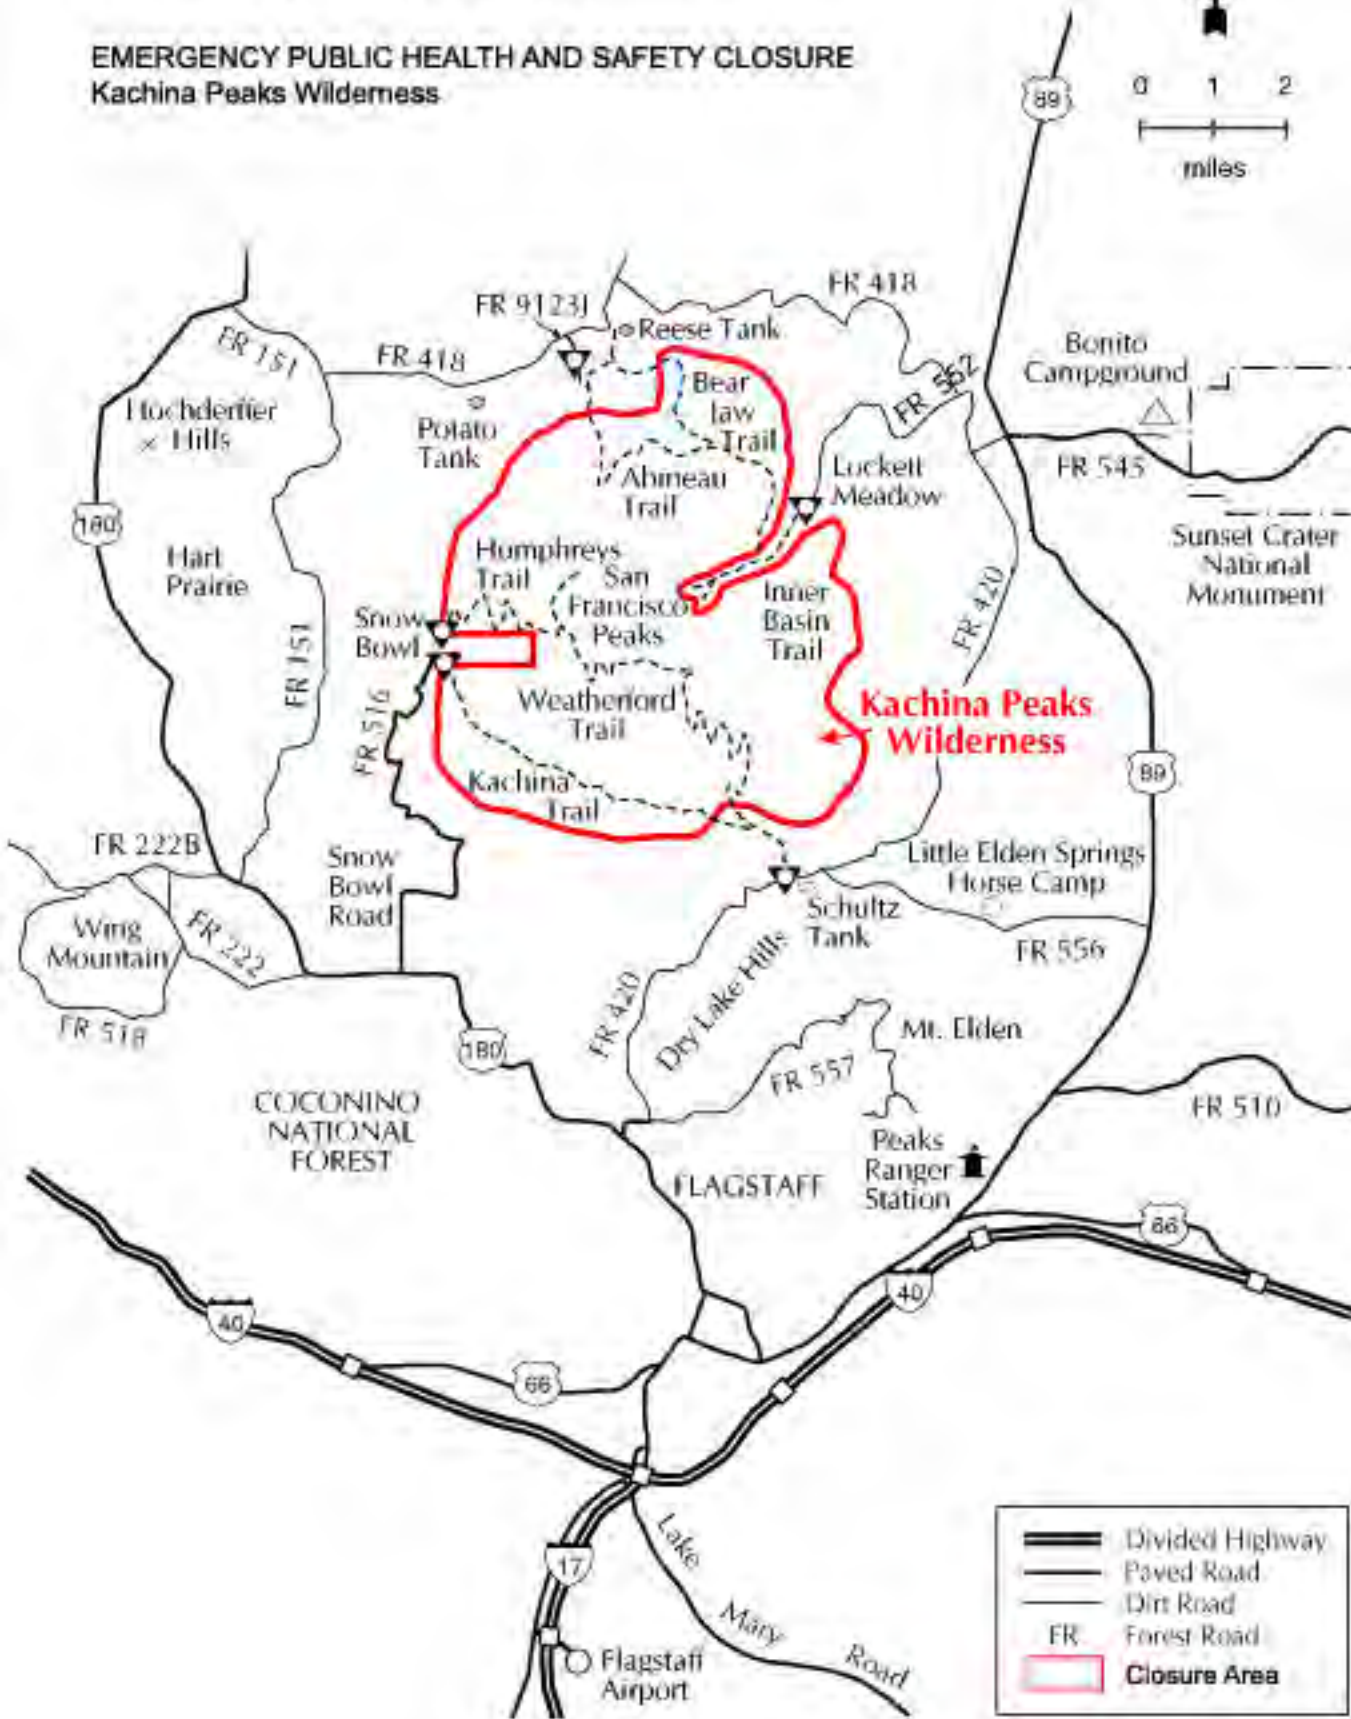 EMERGENCY PUBLIC HEALTH AND SAFETY CLOSURE
Kachina Peaks Wilderness
0 1 2
miles
89
FR 9123J
FR 418
Reese Tank
FR 151
FR 418
Bonito
Campground
Hochderffer
Hills
Potato
Tank
Bear
Jaw
Trail
FR 552
FR 545
Abineau
Trail
Lockett
Meadow
180
Hart
Prairie
Humphreys
Trail
San
Francisco
Peaks
Inner
Basin
Trail
Sunset Crater
National
Monument
FR 420
Snow
Bowl
FR 151
FR 516
Weatherford
Trail
Kachina Peaks
Wilderness
89
Kachina
Trail
FR 222B
Snow
Bowl
Road
Little Elden Springs
Horse Camp
Wing
Mountain
FR 222
Schultz
Tank
FR 556
FR 518
FR 420
Dry Lake Hills
Mt. Elden
180
FR 557
COCONINO
NATIONAL
FOREST
FR 510
Peaks
Ranger
Station
FLAGSTAFF
66
40
40
66
17
Lake Mary Road
Flagstaff
Airport
Divided Highway
Paved Road
Dirt Road
FR Forest Road
Closure Area